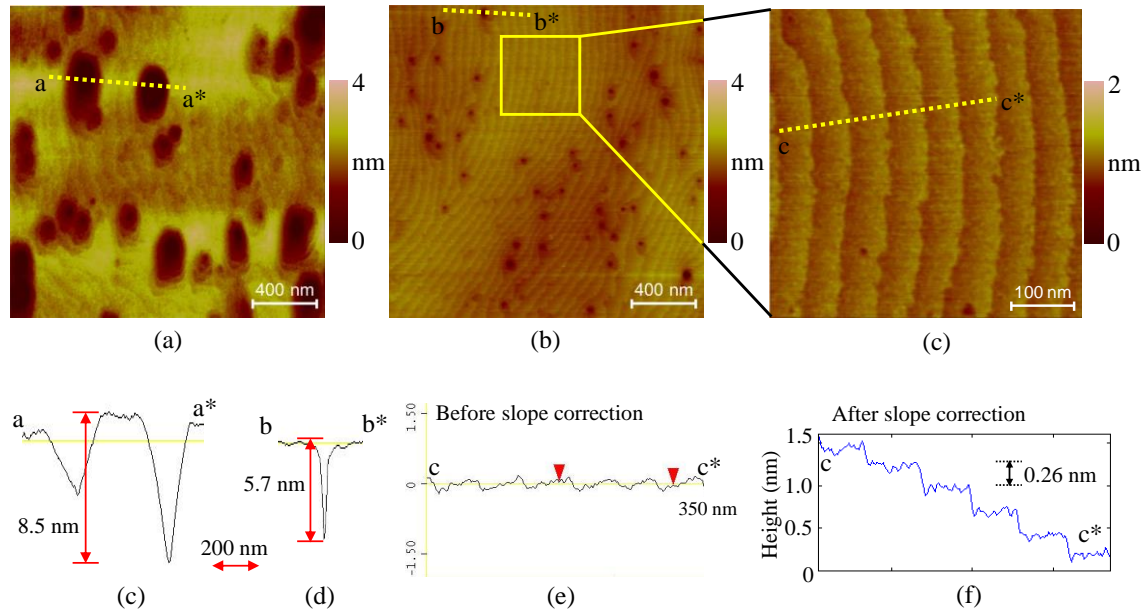 a
a*
4
nm
0
400 nm
(a)
b
b*
4
nm
0
400 nm
(b)
c
c*
2
nm
0
100 nm
(c)
a
a*
8.5 nm
200 nm
(c)
b
b*
5.7 nm
(d)
Before slope correction
1.50
0
-1.50
c
c*
350 nm
(e)
After slope correction
Height (nm)
1.5
1.0
0.5
0
c
0.26 nm
c*
(f)